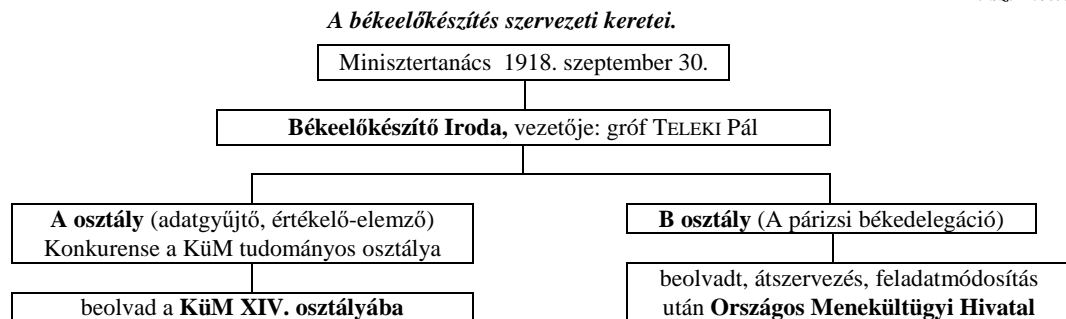 A békeelőkészítés szervezeti keretei.
Minisztertanács 1918. szeptember 30.
Békeelőkészítő Iroda, vezetője: gróf TELEKI Pál
A osztály (adatgyűjtő, értékelő-elemző)
Konkurense a KüM tudományos osztálya
B osztály (A párizsi békedelegáció)
beolvad a KüM XIV. osztályába
beolvadt, átszervezés, feladatmódosítás
után Országos Menekültügyi Hivatal